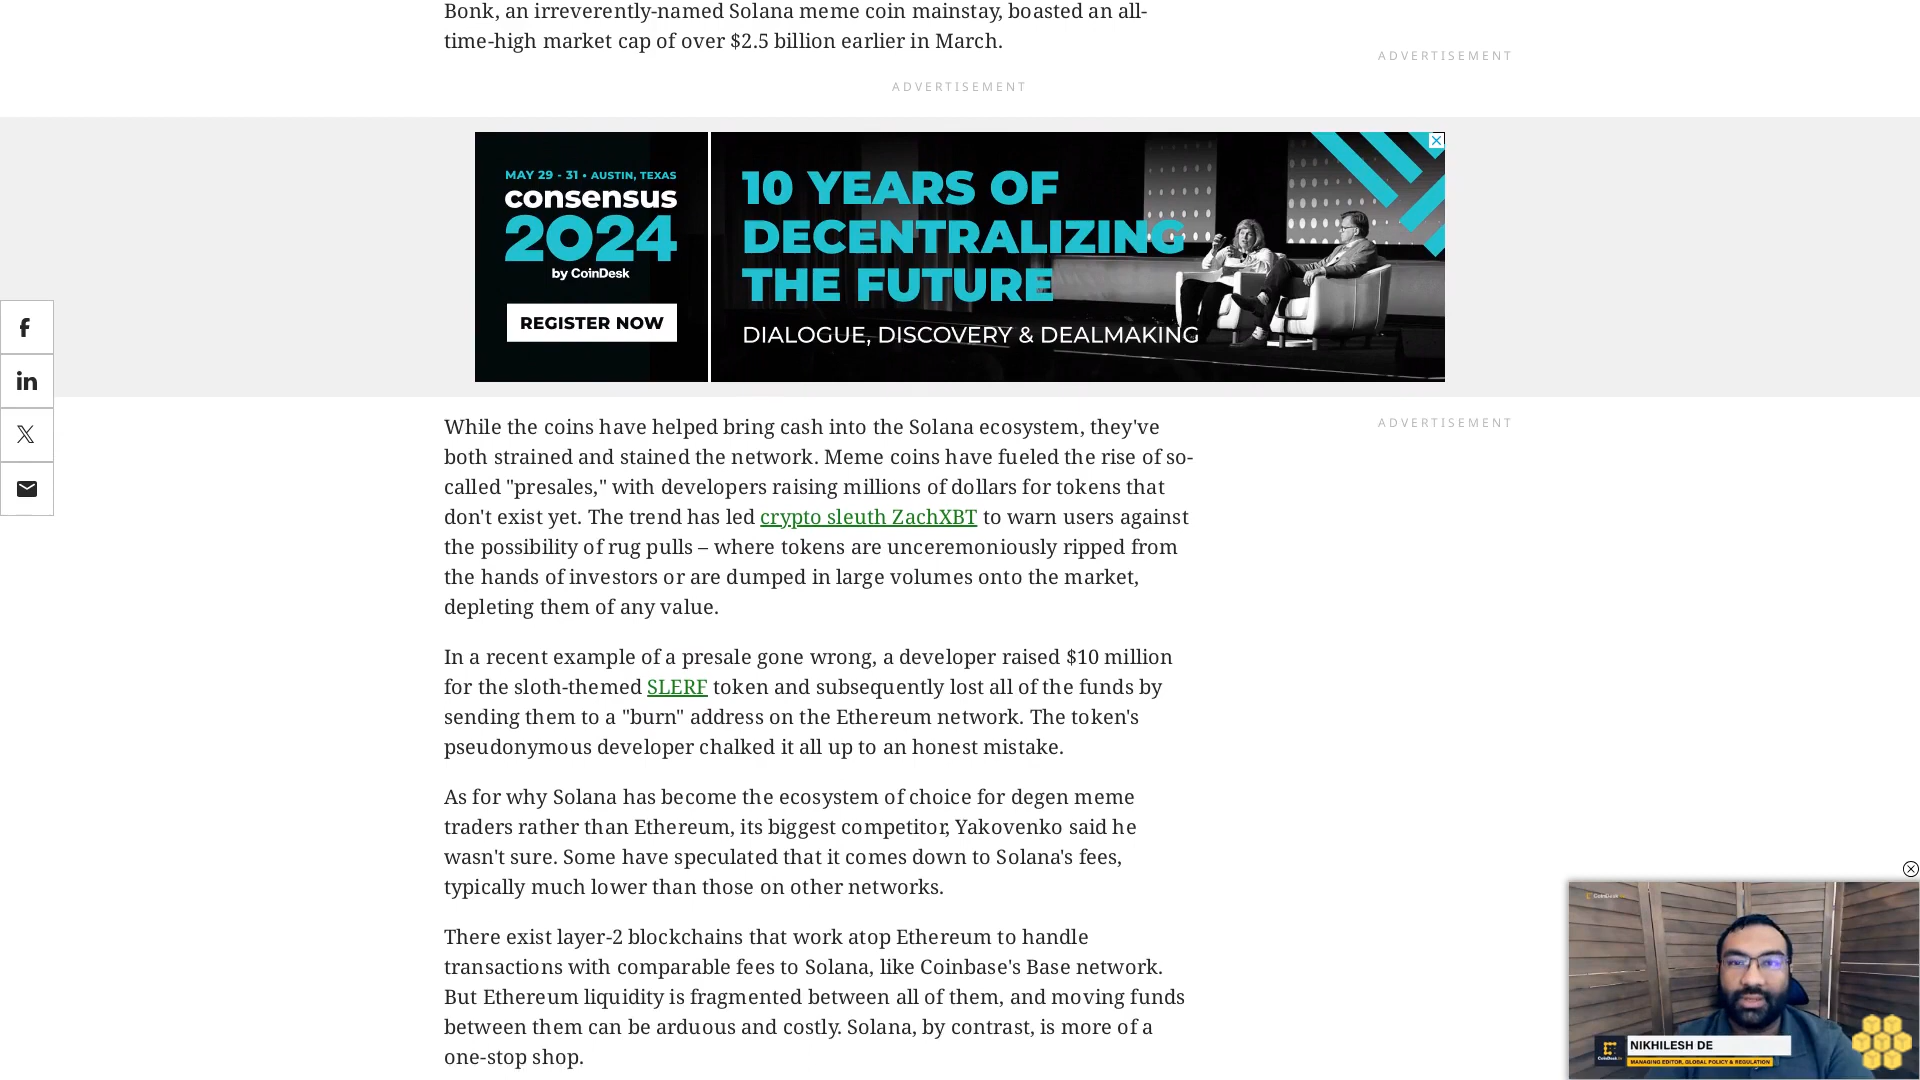 Bonk, an irreverently-named Solana meme coin mainstay, boasted an all-
time-high market cap of over $2.5 billion earlier in March.
ADVERTISEMENT
ADVERTISEMENT
MAY 29 - 31 • AUSTIN, TEXAS
consensus
2024
by CoinDesk
REGISTER NOW
10 YEARS OF
DECENTRALIZING
THE FUTURE
DIALOGUE, DISCOVERY & DEALMAKING
While the coins have helped bring cash into the Solana ecosystem, they've
both strained and stained the network. Meme coins have fueled the rise of so-
called "presales," with developers raising millions of dollars for tokens that
don't exist yet. The trend has led crypto sleuth ZachXBT to warn users against
the possibility of rug pulls – where tokens are unceremoniously ripped from
the hands of investors or are dumped in large volumes onto the market,
depleting them of any value.
ADVERTISEMENT
In a recent example of a presale gone wrong, a developer raised $10 million
for the sloth-themed SLERF token and subsequently lost all of the funds by
sending them to a "burn" address on the Ethereum network. The token's
pseudonymous developer chalked it all up to an honest mistake.
As for why Solana has become the ecosystem of choice for degen meme
traders rather than Ethereum, its biggest competitor, Yakovenko said he
wasn't sure. Some have speculated that it comes down to Solana's fees,
typically much lower than those on other networks.
There exist layer-2 blockchains that work atop Ethereum to handle
transactions with comparable fees to Solana, like Coinbase's Base network.
But Ethereum liquidity is fragmented between all of them, and moving funds
between them can be arduous and costly. Solana, by contrast, is more of a
one-stop shop.
CoinDesk
NIKHILESH DE
CoinDesk
MANAGING EDITOR, GLOBAL POLICY & REGULATION